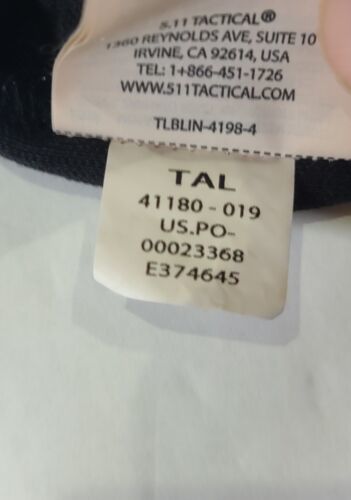 5.11 TACTICAL®
1360 REYNOLDS AVE, SUITE 10
IRVINE, CA 92614, USA
TEL: 1+866-451-1726
WWW.511TACTICAL.COM
TLBLIN-4198-4
TAL
41180 - 019
US.PO-
00023368
E374645